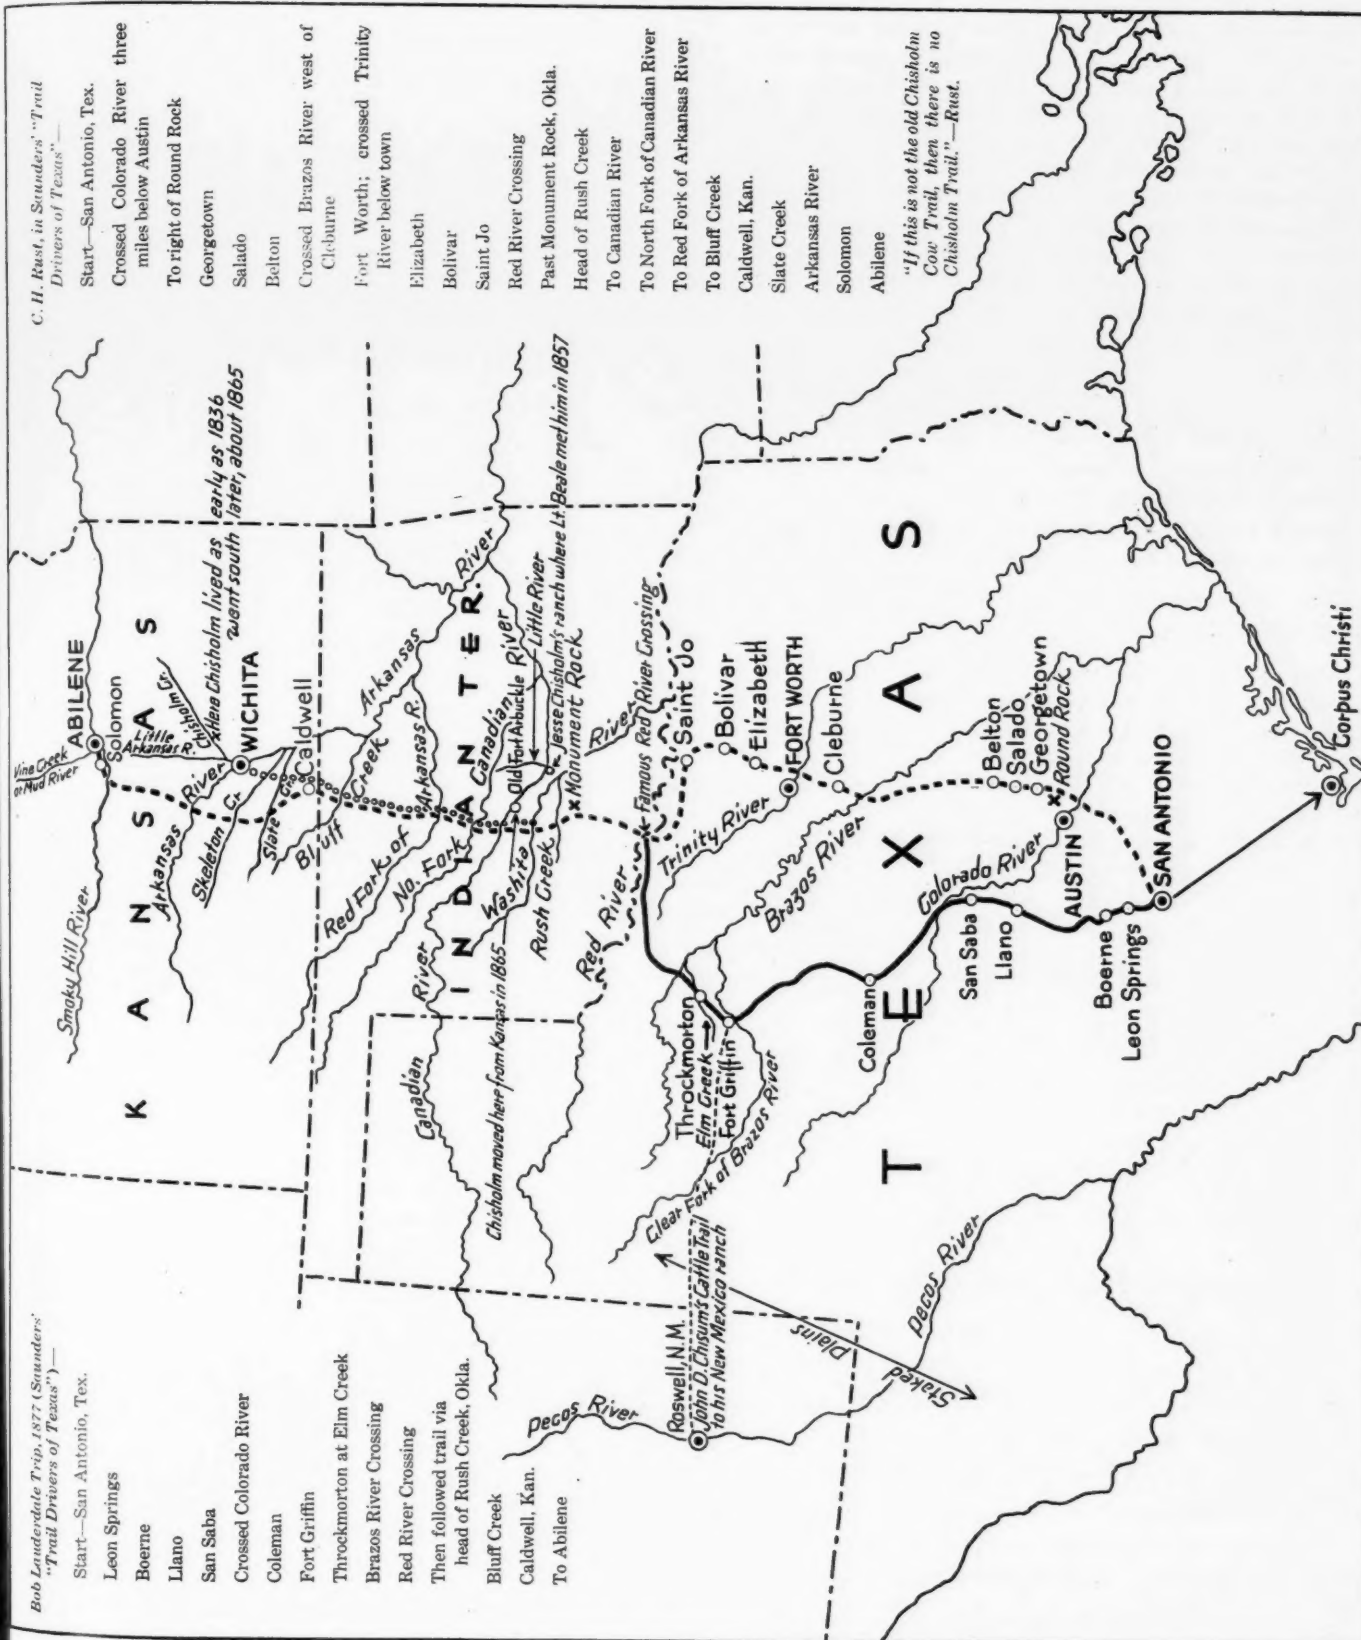 Bob Lauderdale Trip, 1877 (Saunders'
"Trail Drivers of Texas")—
Start—San Antonio, Tex.
Leon Springs
Boerne
Llano
San Saba
Crossed Colorado River
Coleman
Fort Griffin
Throckmorton at Elm Creek
Brazos River Crossing
Red River Crossing
Then followed trail via
head of Rush Creek, Okla.
Bluff Creek
Caldwell, Kan.
To Abilene
C. H. Rust, in Saunders' "Trail
Drivers of Texas"—
Start—San Antonio, Tex.
Crossed Colorado River three
miles below Austin
To right of Round Rock
Georgetown
Salado
Belton
Crossed Brazos River west of
Cleburne
Fort Worth; crossed Trinity
River below town
Elizabeth
Bolivar
Saint Jo
Red River Crossing
Past Monument Rock, Okla.
Head of Rush Creek
To Canadian River
To North Fork of Canadian River
To Red Fork of Arkansas River
To Bluff Creek
Caldwell, Kan.
Slate Creek
Arkansas River
Solomon
Abilene
"If this is not the old Chisholm
Cow Trail, then there is no
Chisholm Trail."—Rust.
KANSAS
Smoky Hill River
Vine Creek
or Mud River
ABILENE
Solomon
Little
Arkansas R.
Chisholm Cr.
x Here Chisholm lived as early as 1836
went south later, about 1865
WICHITA
Arkansas River
Skeleton Cr
Slate
Caldwell
Bluff Creek
Arkansas River
Red Fork of Arkansas R.
No. Fork Canadian
River
INDIAN TER.
Canadian River
Old Fort Arbuckle
Little River
Washita River
Rush Creek
Jesse Chisholm's ranch where Lt. Beale met him in 1857
x Monument Rock
Chisholm moved here from Kansas in 1865
Red River
Famous Red River Crossing
Saint Jo
Bolivar
Elizabeth
FORT WORTH
Trinity River
Cleburne
Brazos River
Throckmorton
Elm Creek
Fort Griffin
Clear Fork of Brazos River
Roswell, N.M.
John D. Chisum's Cattle Trail
to his New Mexico ranch
Pecos River
Staked Plains
Pecos River
TEXAS
Coleman
Colorado River
San Saba
Llano
Belton
Salado
Georgetown
x Round Rock
AUSTIN
Boerne
Leon Springs
SAN ANTONIO
Corpus Christi